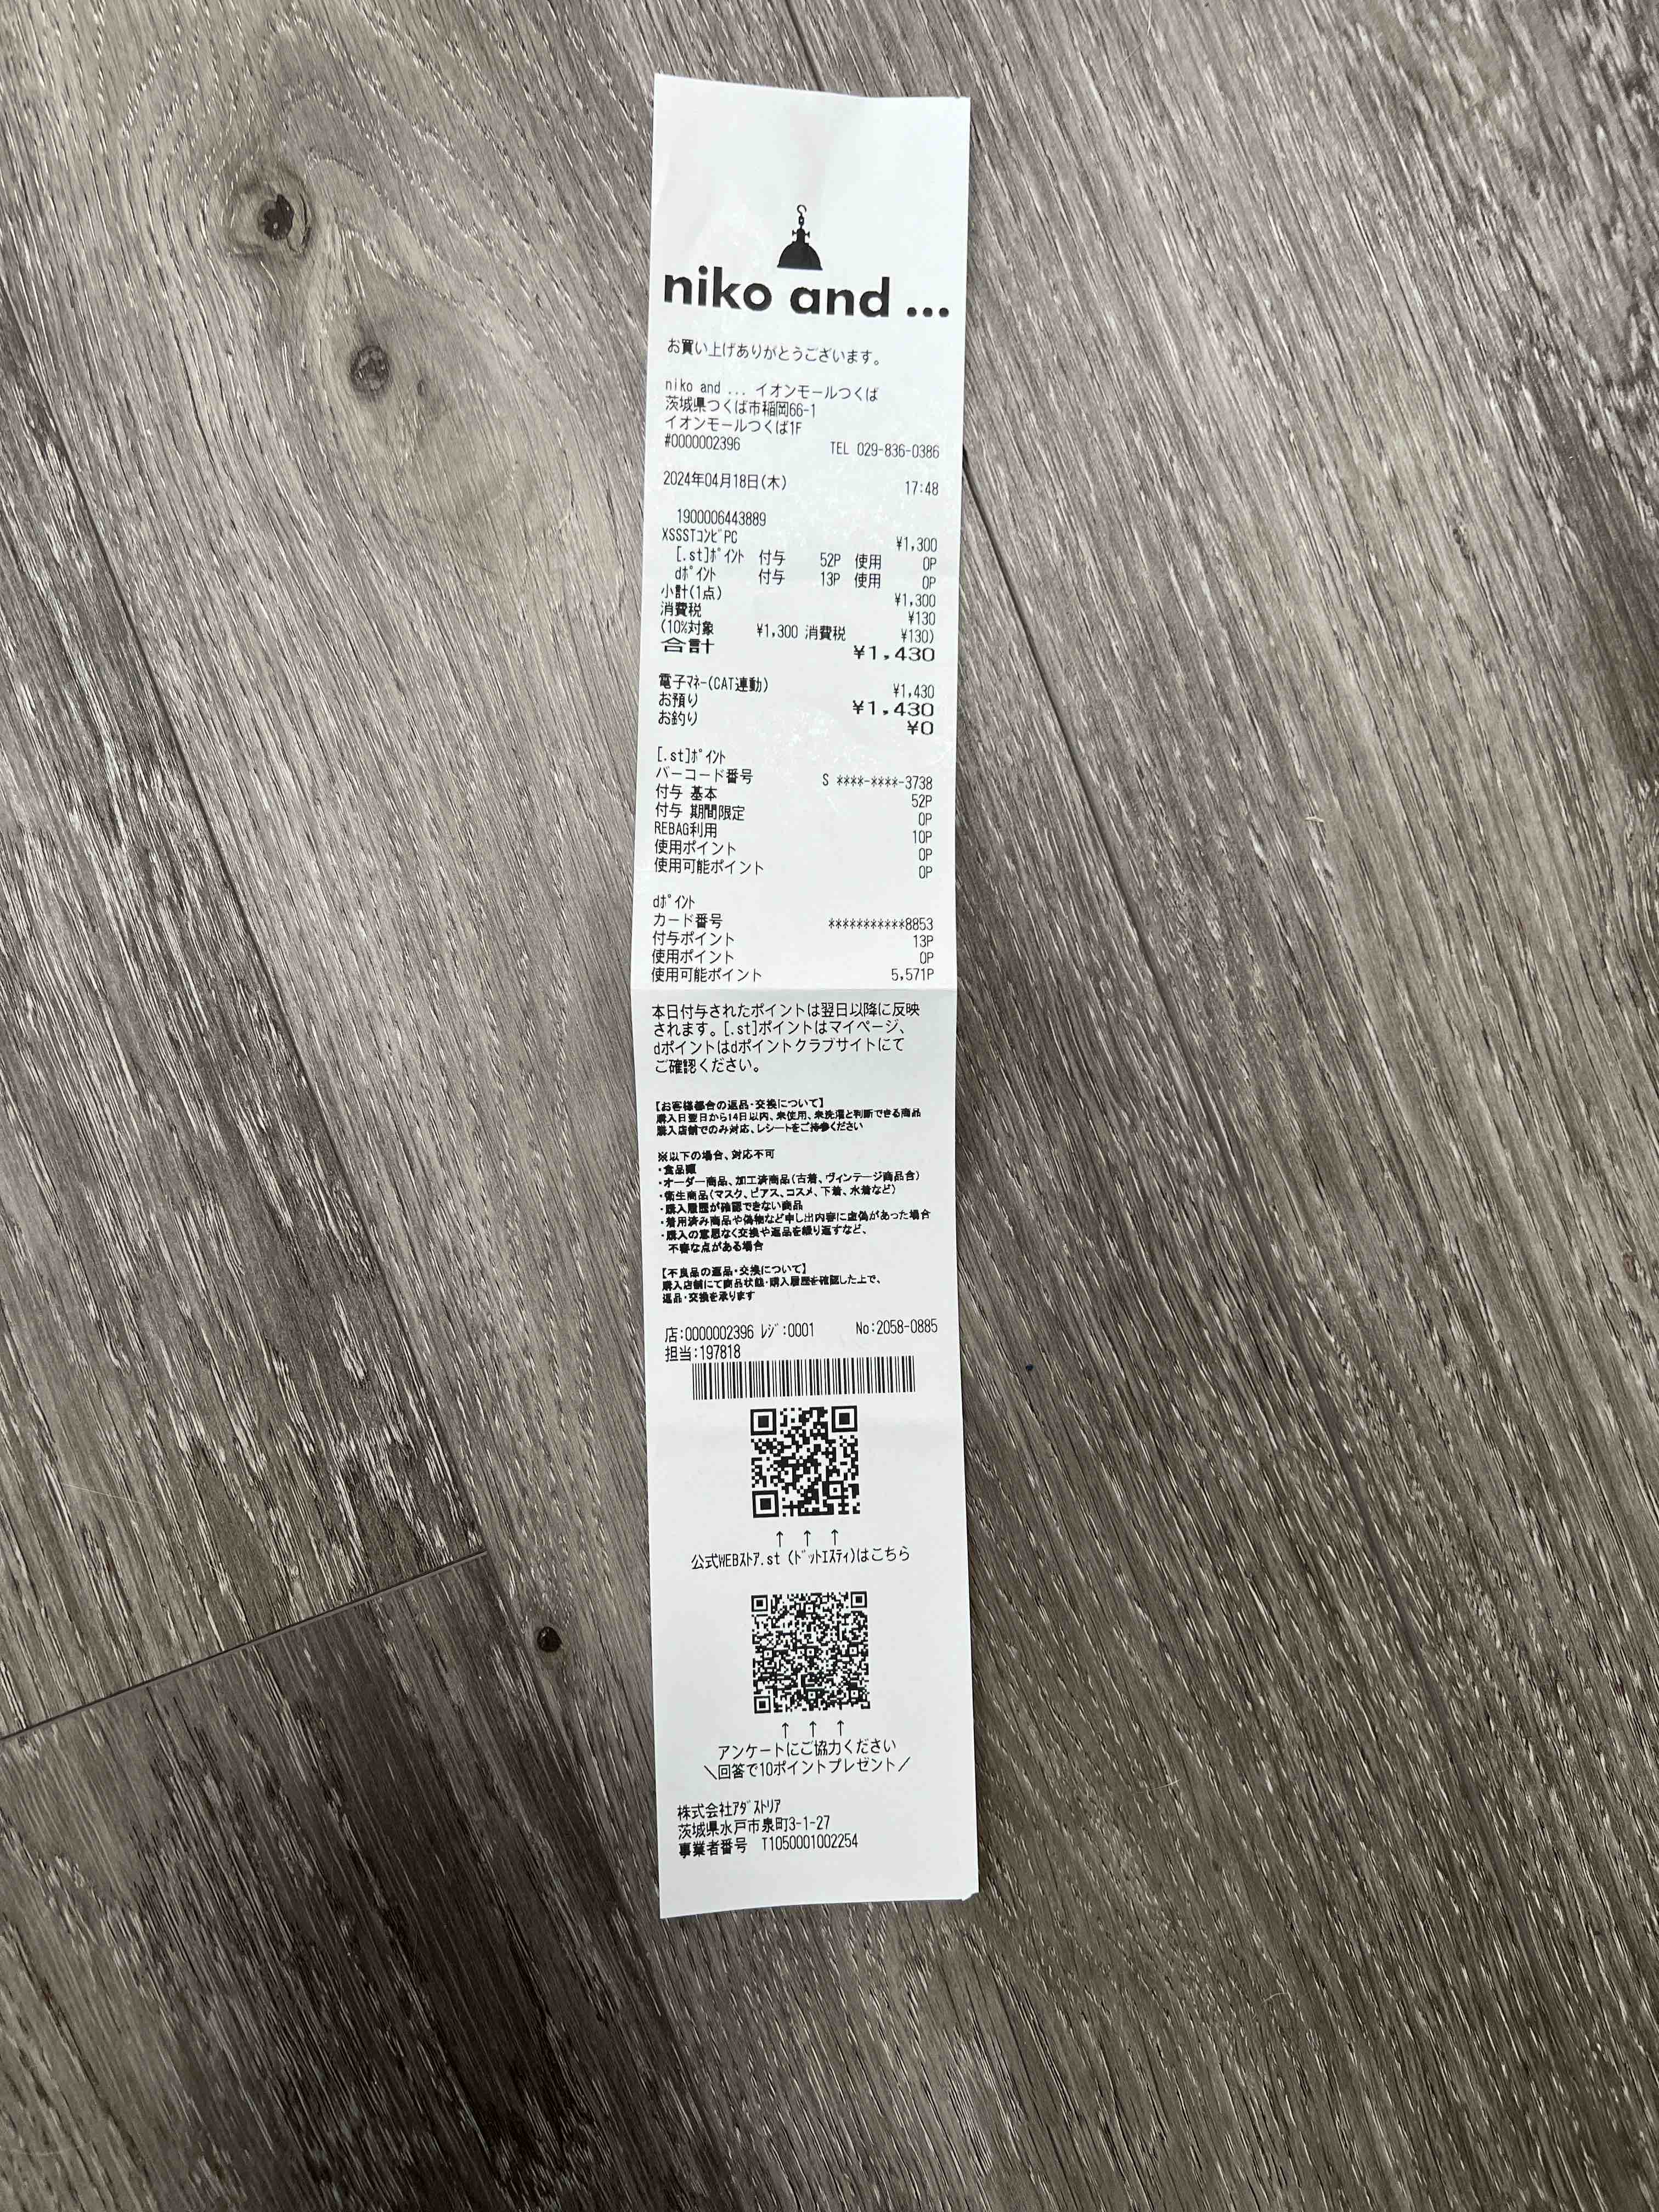 niko and ...
お買い上げありがとうございます。
niko and ... イオンモールつくば
茨城県つくば市稲岡66-1
イオンモールつくば1F
#0000002396 TEL 029-836-0386
2024年04月18日(木) 17:48
1900006443889
XSSSTｺﾝﾋﾞPC ¥1,300
[.st]ﾎﾟｲﾝﾄ 付与 52P 使用 0P
dﾎﾟｲﾝﾄ 付与 13P 使用 0P
小計(1点) ¥1,300
消費税 ¥130
(10%対象 ¥1,300 消費税 ¥130)
合計 ¥1,430
電子ﾏﾈｰ(CAT連動) ¥1,430
お預り ¥1,430
お釣り ¥0
[.st]ﾎﾟｲﾝﾄ
バーコード番号 S ****-****-3738
付与 基本 52P
付与 期間限定 0P
REBAG利用 10P
使用ポイント 0P
使用可能ポイント 0P
dﾎﾟｲﾝﾄ
カード番号 ***********8853
付与ポイント 13P
使用ポイント 0P
使用可能ポイント 5,571P
本日付与されたポイントは翌日以降に反映
されます。[.st]ポイントはマイページ、
dポイントはdポイントクラブサイトにて
ご確認ください。
【お客様都合の返品・交換について】
購入日翌日から14日以内、未使用、未洗濯と判断できる商品
購入店舗でのみ対応、レシートをご持参ください
※以下の場合、対応不可
・食品類
・オーダー商品、加工済商品(古着、ヴィンテージ商品含)
・衛生商品(マスク、ピアス、コスメ、下着、水着など)
・購入履歴が確認できない商品
・着用済み商品や偽物など申し出内容に虚偽があった場合
・購入の意思なく交換や返品を繰り返すなど、
不審な点がある場合
【不良品の返品・交換について】
購入店舗にて商品状態・購入履歴を確認した上で、
返品・交換を承ります
店:0000002396 ﾚｼﾞ:0001 No:2058-0885
担当:197818
↑ ↑ ↑
公式WEBｽﾄｱ.st (ﾄﾞｯﾄｴｽﾃｨ)はこちら
↑ ↑ ↑
アンケートにご協力ください
＼回答で10ポイントプレゼント／
株式会社ｱﾀﾞｽﾄﾘｱ
茨城県水戸市泉町3-1-27
事業者番号 T1050001002254